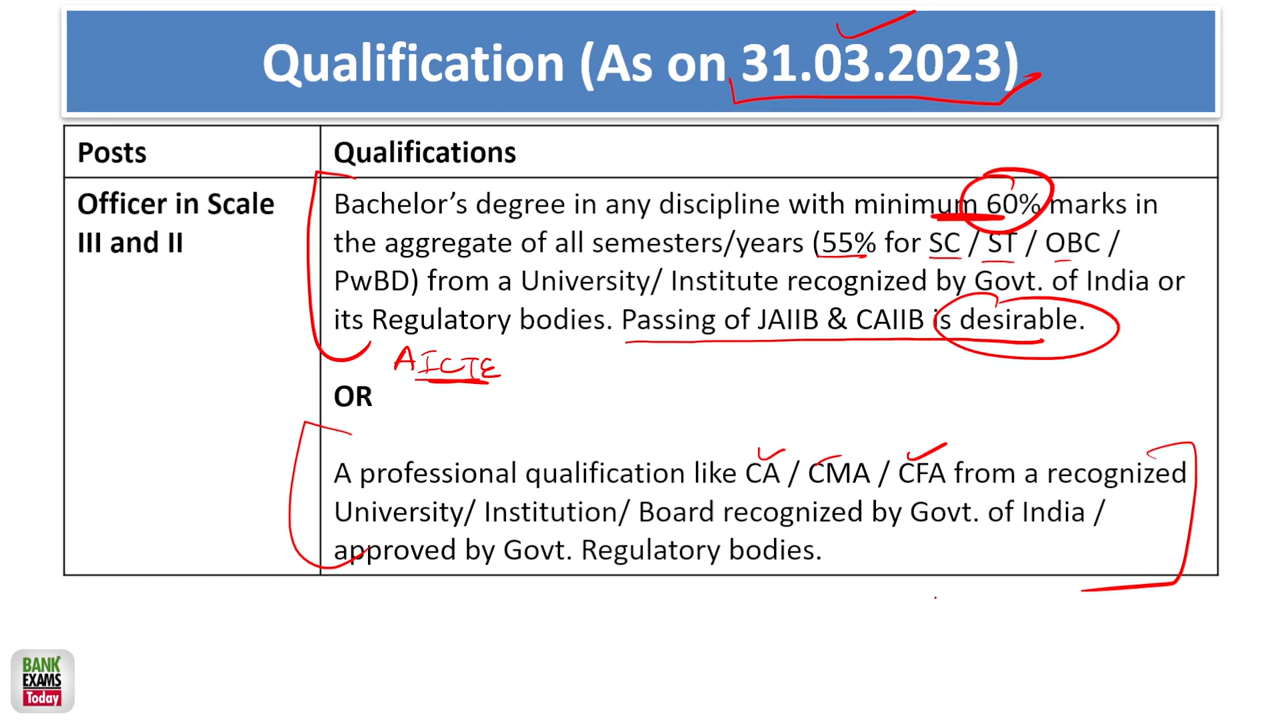 Qualification (As on 31.03.2023)
Posts
Qualifications
Officer in Scale
III and II
Bachelor's degree in any discipline with minimum 60% marks in
the aggregate of all semesters/years (55% for SC / ST / OBC /
PwBD) from a University/ Institute recognized by Govt. of India or
its Regulatory bodies. Passing of JAIIB & CAIIB is desirable.
AICTE
OR
A professional qualification like CA / CMA / CFA from a recognized
University/ Institution/ Board recognized by Govt. of India /
approved by Govt. Regulatory bodies.
BANK
EXAMS
Today